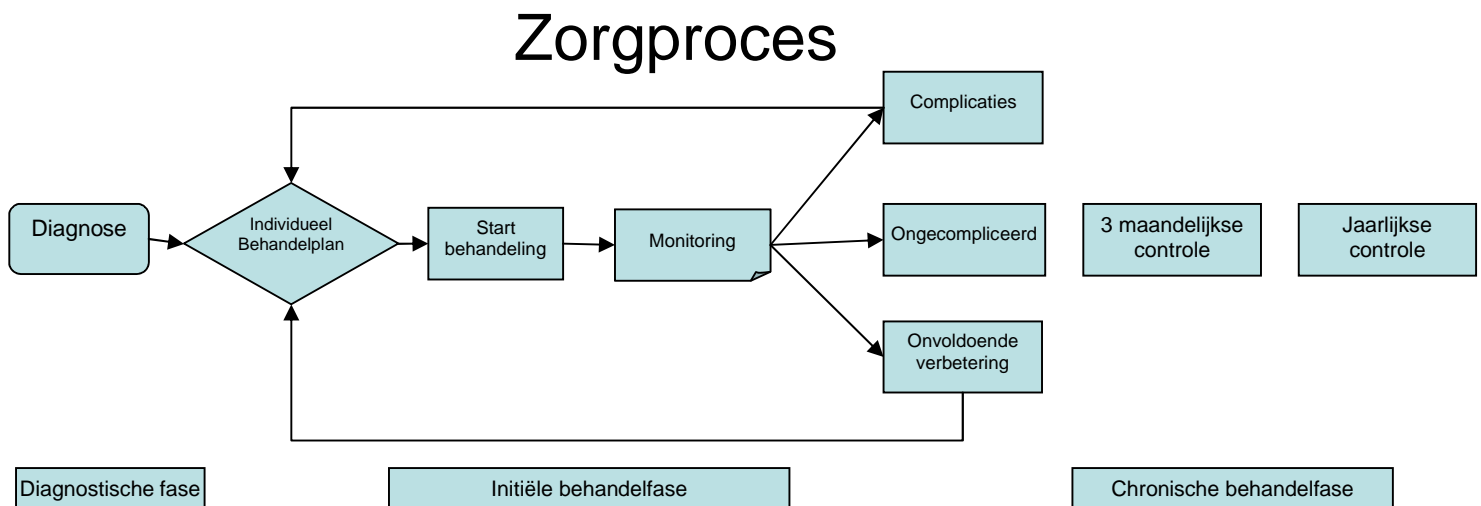 Zorgproces
Complicaties
Diagnose
Individueel
Behandelplan
Start
behandeling
Monitoring
Ongecompliceerd
3 maandelijkse
controle
Jaarlijkse
controle
Onvoldoende
verbetering
Diagnostische fase
Initiële behandelfase
Chronische behandelfase